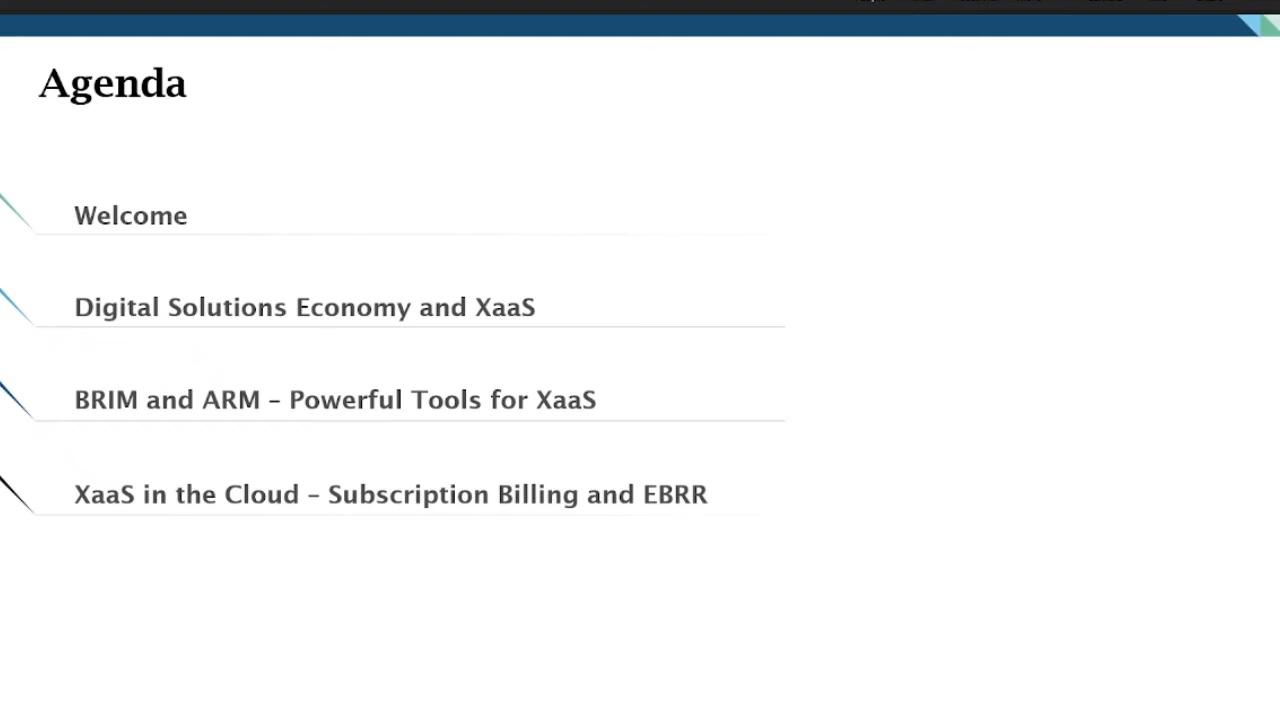 Agenda
Welcome
Digital Solutions Economy and XaaS
BRIM and ARM – Powerful Tools for XaaS
XaaS in the Cloud – Subscription Billing and EBRR